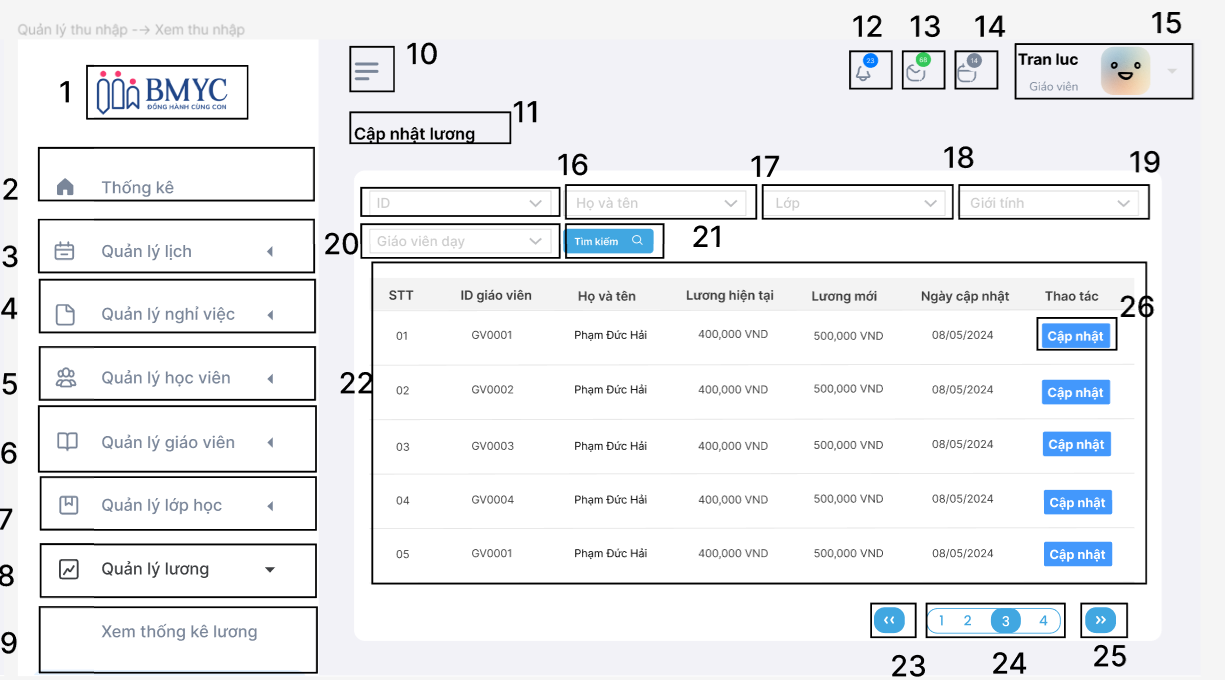 Quản lý thu nhập --> Xem thu nhập
1
BMYC
ĐỒNG HÀNH CÙNG CON
2
Thống kê
3
Quản lý lịch
4
Quản lý nghỉ việc
5
Quản lý học viên
6
Quản lý giáo viên
7
Quản lý lớp học
8
Quản lý lương
9
Xem thống kê lương
10
12 13 14 15
23 68 14
Tran luc
Giáo viên
11
Cập nhật lương
16 17 18 19
ID Họ và tên Lớp Giới tính
20 Giáo viên dạy Tìm kiếm 21
STT ID giáo viên Họ và tên Lương hiện tại Lương mới Ngày cập nhật Thao tác
26
01 GV0001 Phạm Đức Hải 400,000 VND 500,000 VND 08/05/2024 Cập nhật
22
02 GV0002 Phạm Đức Hải 400,000 VND 500,000 VND 08/05/2024 Cập nhật
03 GV0003 Phạm Đức Hải 400,000 VND 500,000 VND 08/05/2024 Cập nhật
04 GV0004 Phạm Đức Hải 400,000 VND 500,000 VND 08/05/2024 Cập nhật
05 GV0001 Phạm Đức Hải 400,000 VND 500,000 VND 08/05/2024 Cập nhật
‹‹ 1 2 3 4 ››
23 24 25